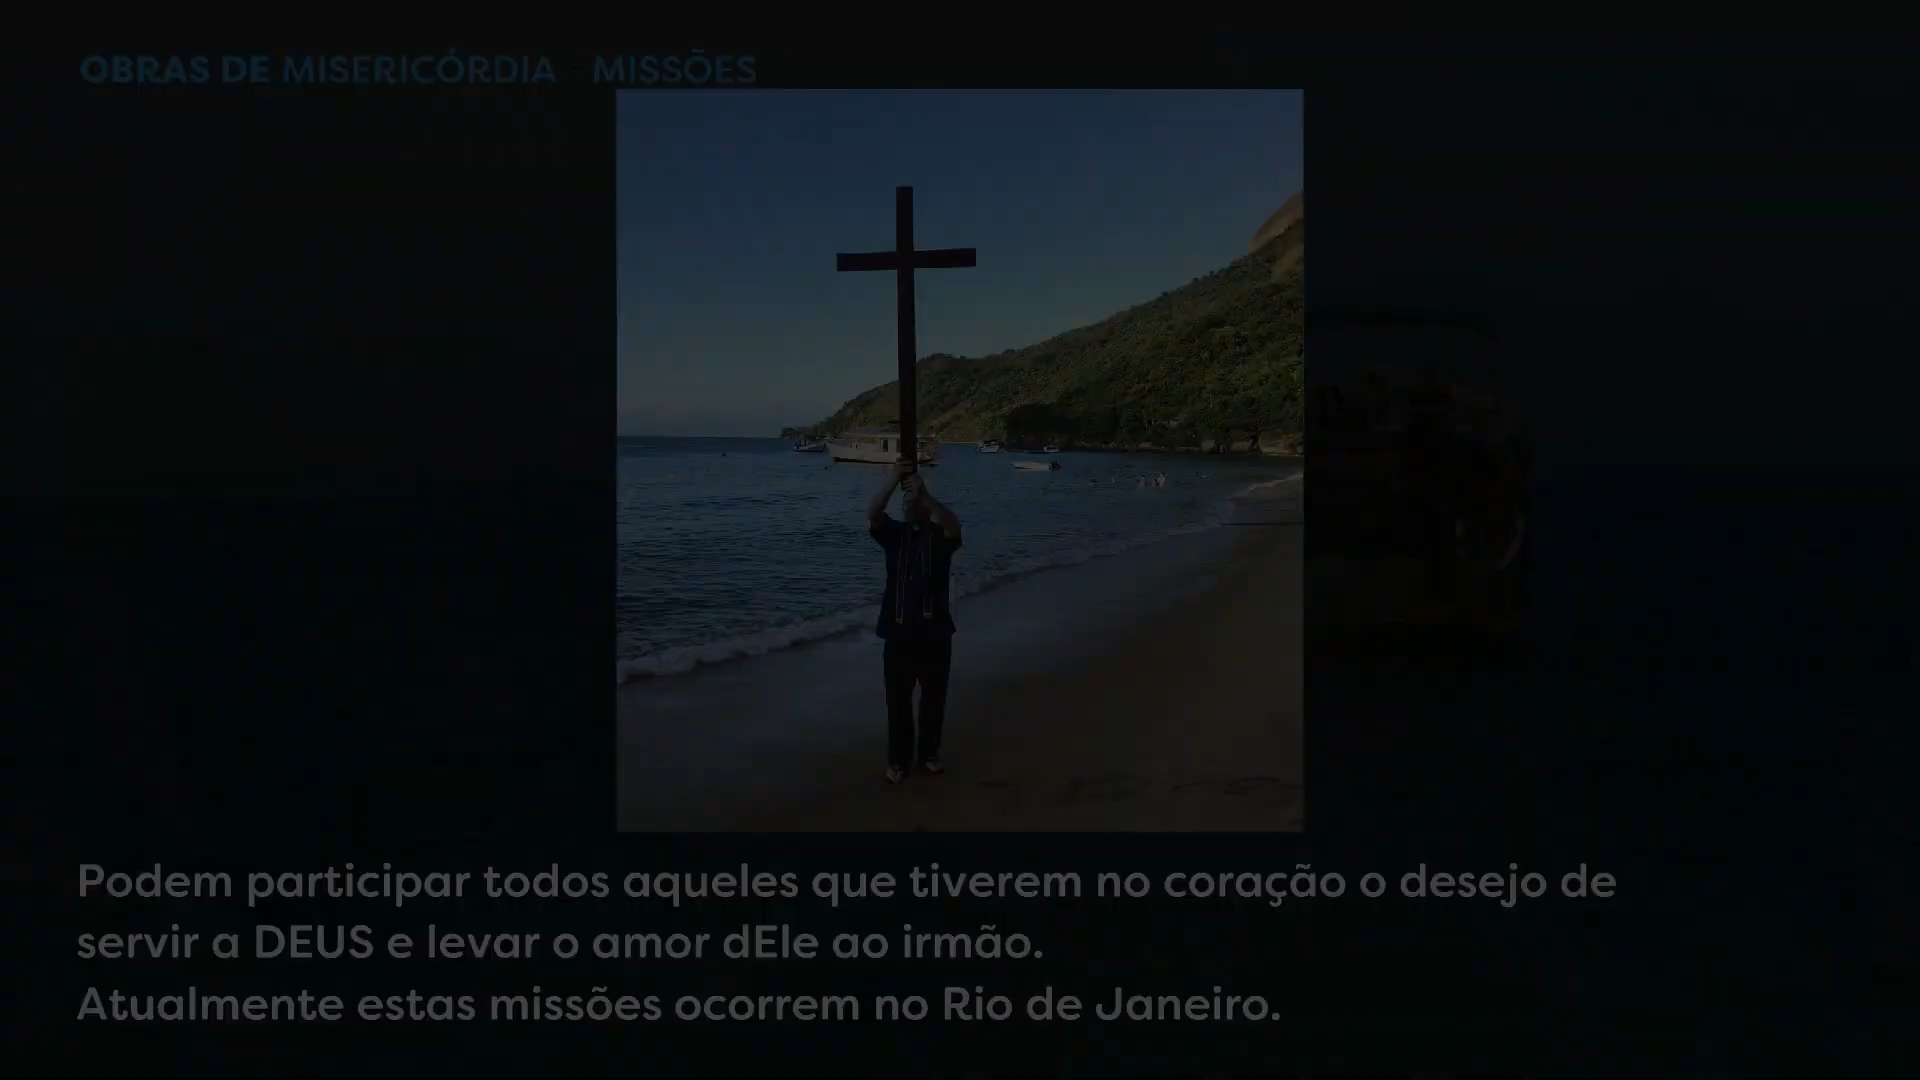 OBRAS DE MISERICÓRDIA - MISSÕES
Podem participar todos aqueles que tiverem no coração o desejo de
servir a DEUS e levar o amor dEle ao irmão.
Atualmente estas missões ocorrem no Rio de Janeiro.